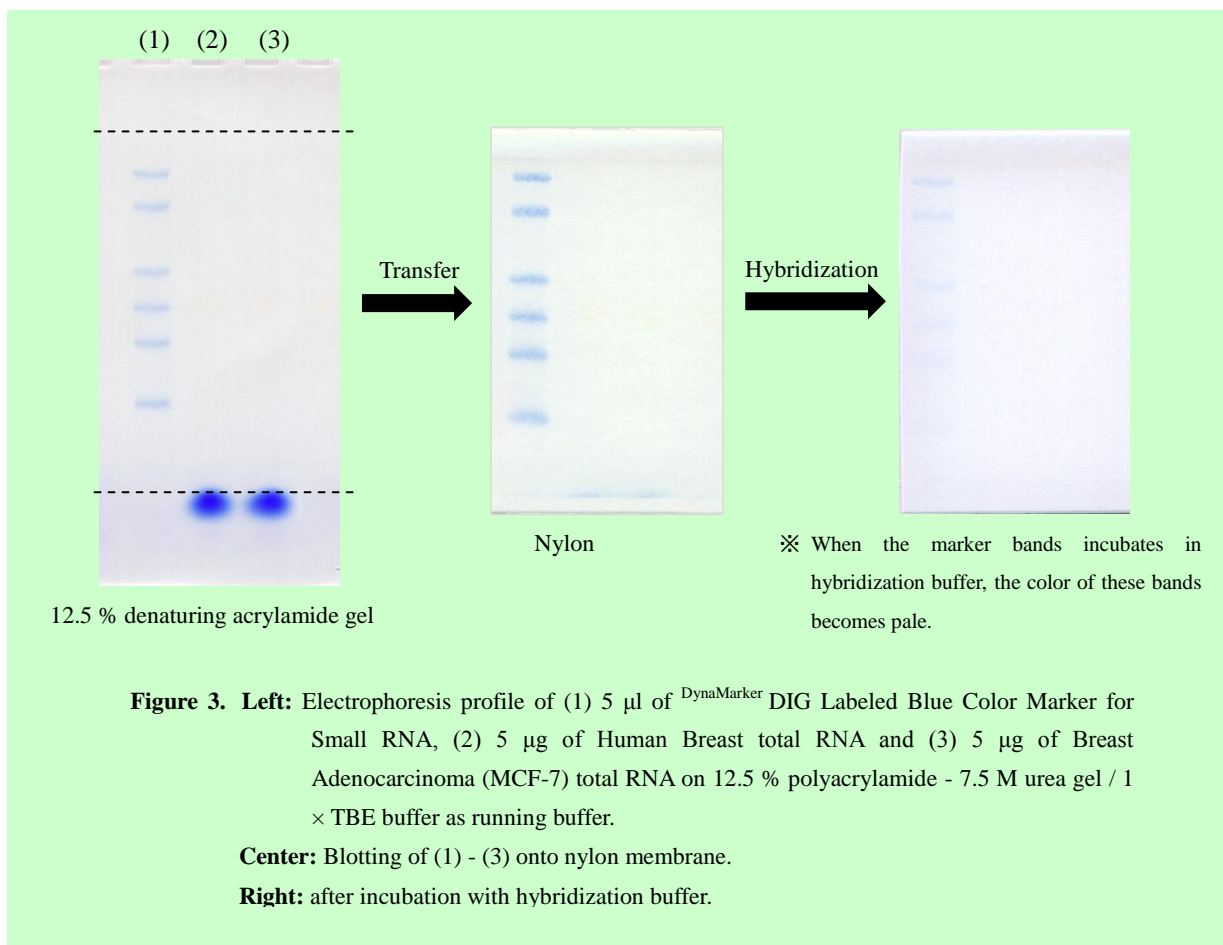 (1) (2) (3)
Transfer
Hybridization
Nylon
12.5 % denaturing acrylamide gel
※ When the marker bands incubates in
hybridization buffer, the color of these bands
becomes pale.
Figure 3. Left: Electrophoresis profile of (1) 5 μl of DynaMarker DIG Labeled Blue Color Marker for
Small RNA, (2) 5 μg of Human Breast total RNA and (3) 5 μg of Breast
Adenocarcinoma (MCF-7) total RNA on 12.5 % polyacrylamide - 7.5 M urea gel / 1
× TBE buffer as running buffer.
Center: Blotting of (1) - (3) onto nylon membrane.
Right: after incubation with hybridization buffer.